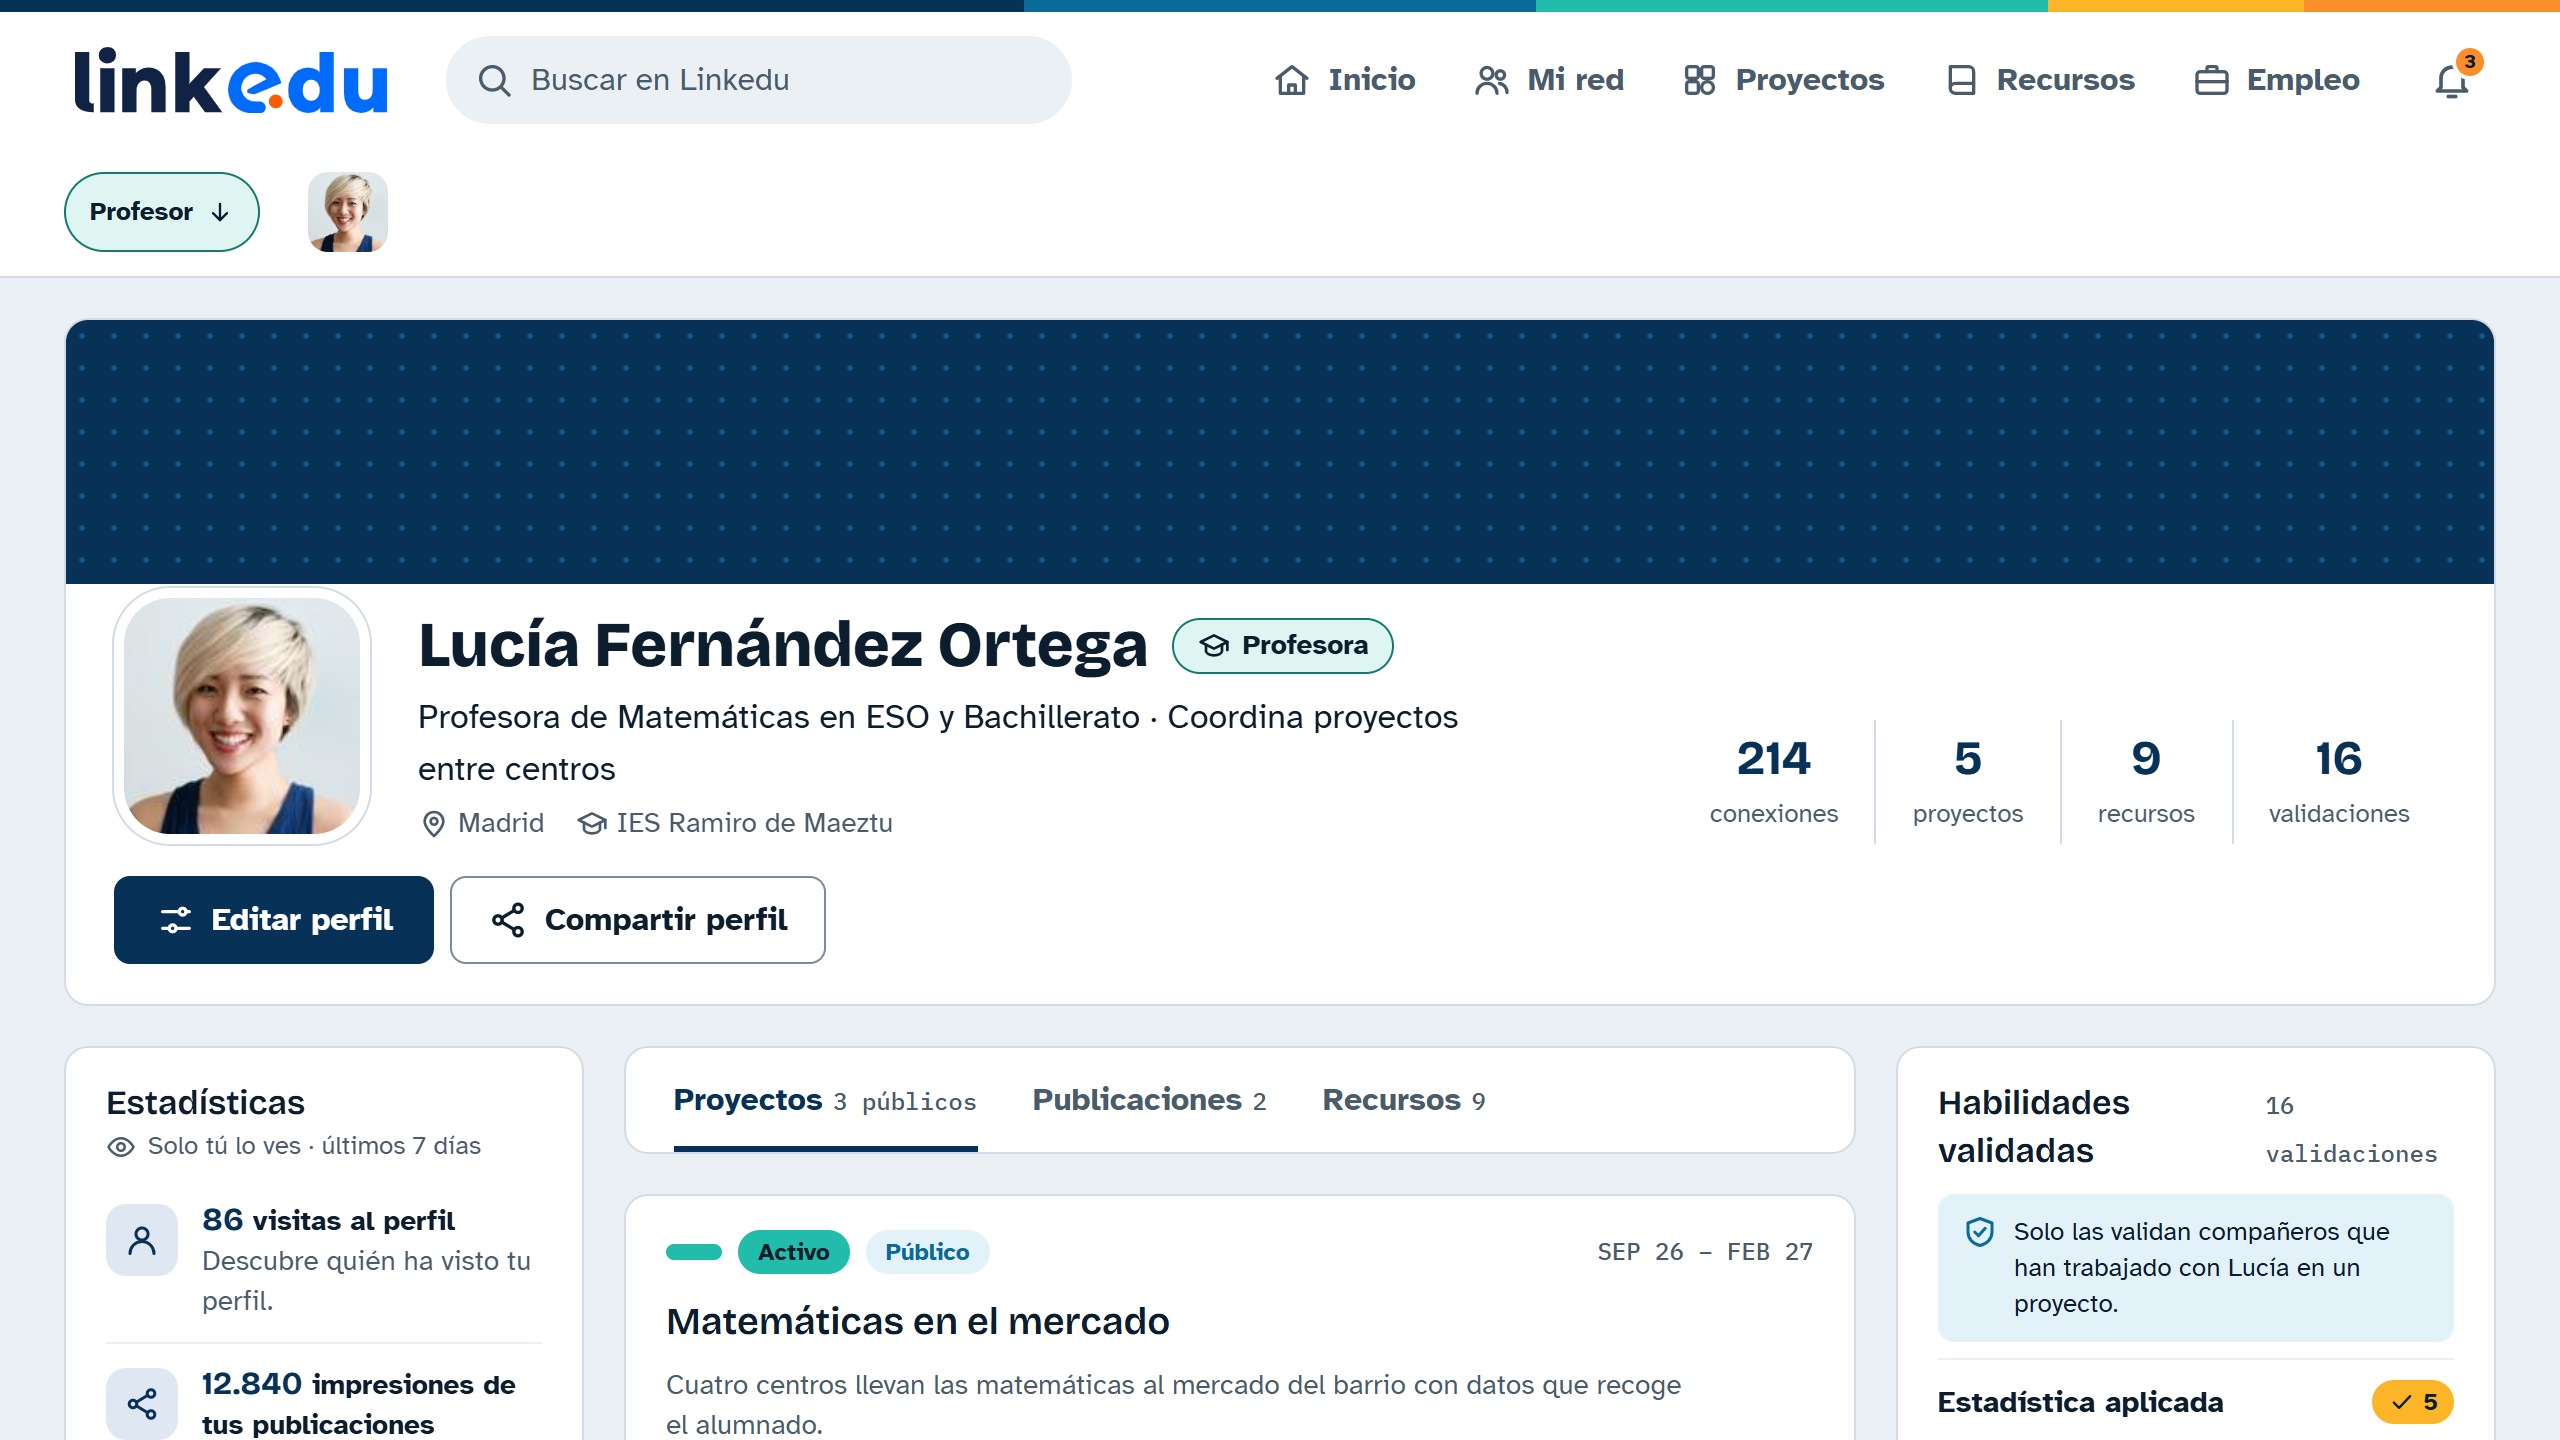 linkedu
Buscar en Linkedu
Inicio
Mi red
Proyectos
Recursos
Empleo
3
Profesor
Lucía Fernández Ortega
Profesora
Profesora de Matemáticas en ESO y Bachillerato · Coordina proyectos
entre centros
Madrid
IES Ramiro de Maeztu
214
conexiones
5
proyectos
9
recursos
16
validaciones
Editar perfil
Compartir perfil
Estadísticas
Solo tú lo ves · últimos 7 días
86 visitas al perfil
Descubre quién ha visto tu
perfil.
12.840 impresiones de
tus publicaciones
Proyectos 3 públicos
Publicaciones 2
Recursos 9
Activo
Público
SEP 26 – FEB 27
Matemáticas en el mercado
Cuatro centros llevan las matemáticas al mercado del barrio con datos que recoge
el alumnado.
Habilidades
validadas
16
validaciones
Solo las validan compañeros que
han trabajado con Lucía en un
proyecto.
Estadística aplicada
5